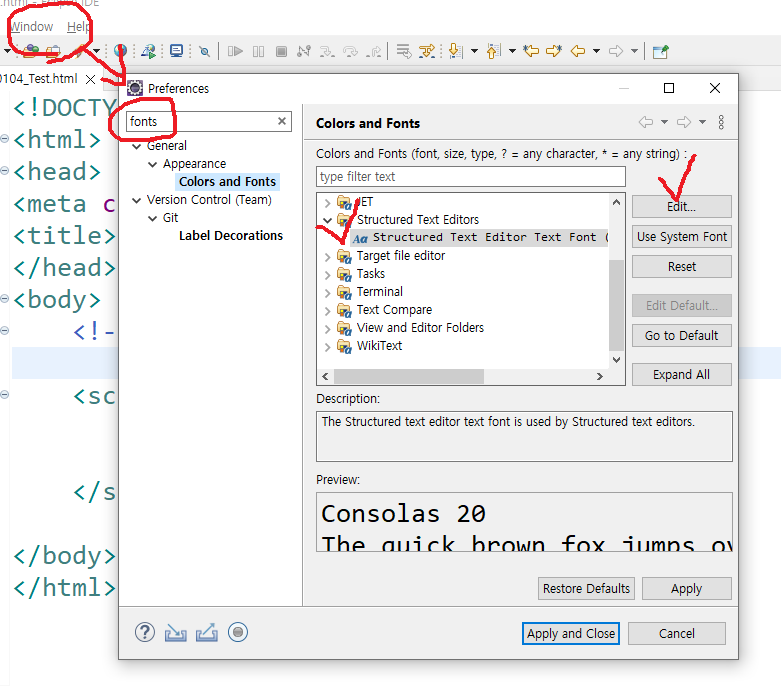 Window Help
0104_Test.html
<!DOCTY
<html>
<head>
<meta c
<title>
</head>
<body>
<!-
<sc
</s
</body>
</html>
Preferences
fonts
General
Appearance
Colors and Fonts
Version Control (Team)
Git
Label Decorations
Colors and Fonts
Colors and Fonts (font, size, type, ? = any character, * = any string) :
type filter text
JET
Structured Text Editors
Aa Structured Text Editor Text Font (
Target file editor
Tasks
Terminal
Text Compare
View and Editor Folders
WikiText
Edit...
Use System Font
Reset
Edit Default...
Go to Default
Expand All
Description:
The Structured text editor text font is used by Structured text editors.
Preview:
Consolas 20
The quick brown fox jumps ov
Restore Defaults
Apply
Apply and Close
Cancel